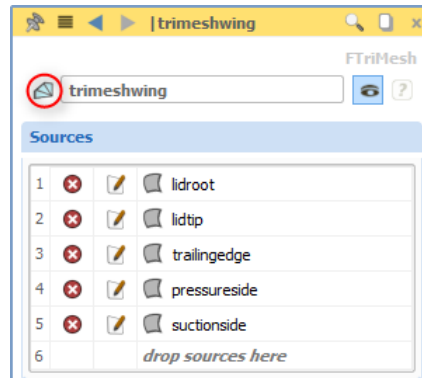 |trimeshwing
FTriMesh
trimeshwing
?
Sources
1 lidroot
2 lidtip
3 trailingedge
4 pressureside
5 suctionside
6 drop sources here